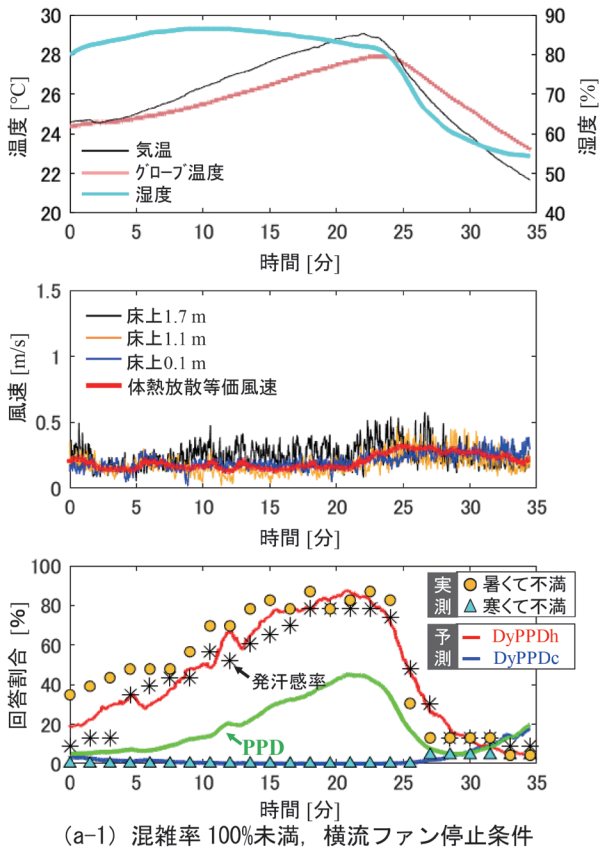 30
28
26
24
22
20
90
80
70
60
50
40
温度 [℃]
湿度 [%]
気温
グローブ温度
湿度
0 5 10 15 20 25 30 35
時間 [分]
1.5
1
0.5
0
風速 [m/s]
床上1.7 m
床上1.1 m
床上0.1 m
体熱放散等価風速
0 5 10 15 20 25 30 35
時間 [分]
100
80
60
40
20
0
回答割合 [%]
実測
暑くて不満
寒くて不満
予測
DyPPDh
DyPPDc
発汗感率
PPD
0 5 10 15 20 25 30 35
時間 [分]
(a-1) 混雑率 100%未満, 横流ファン停止条件